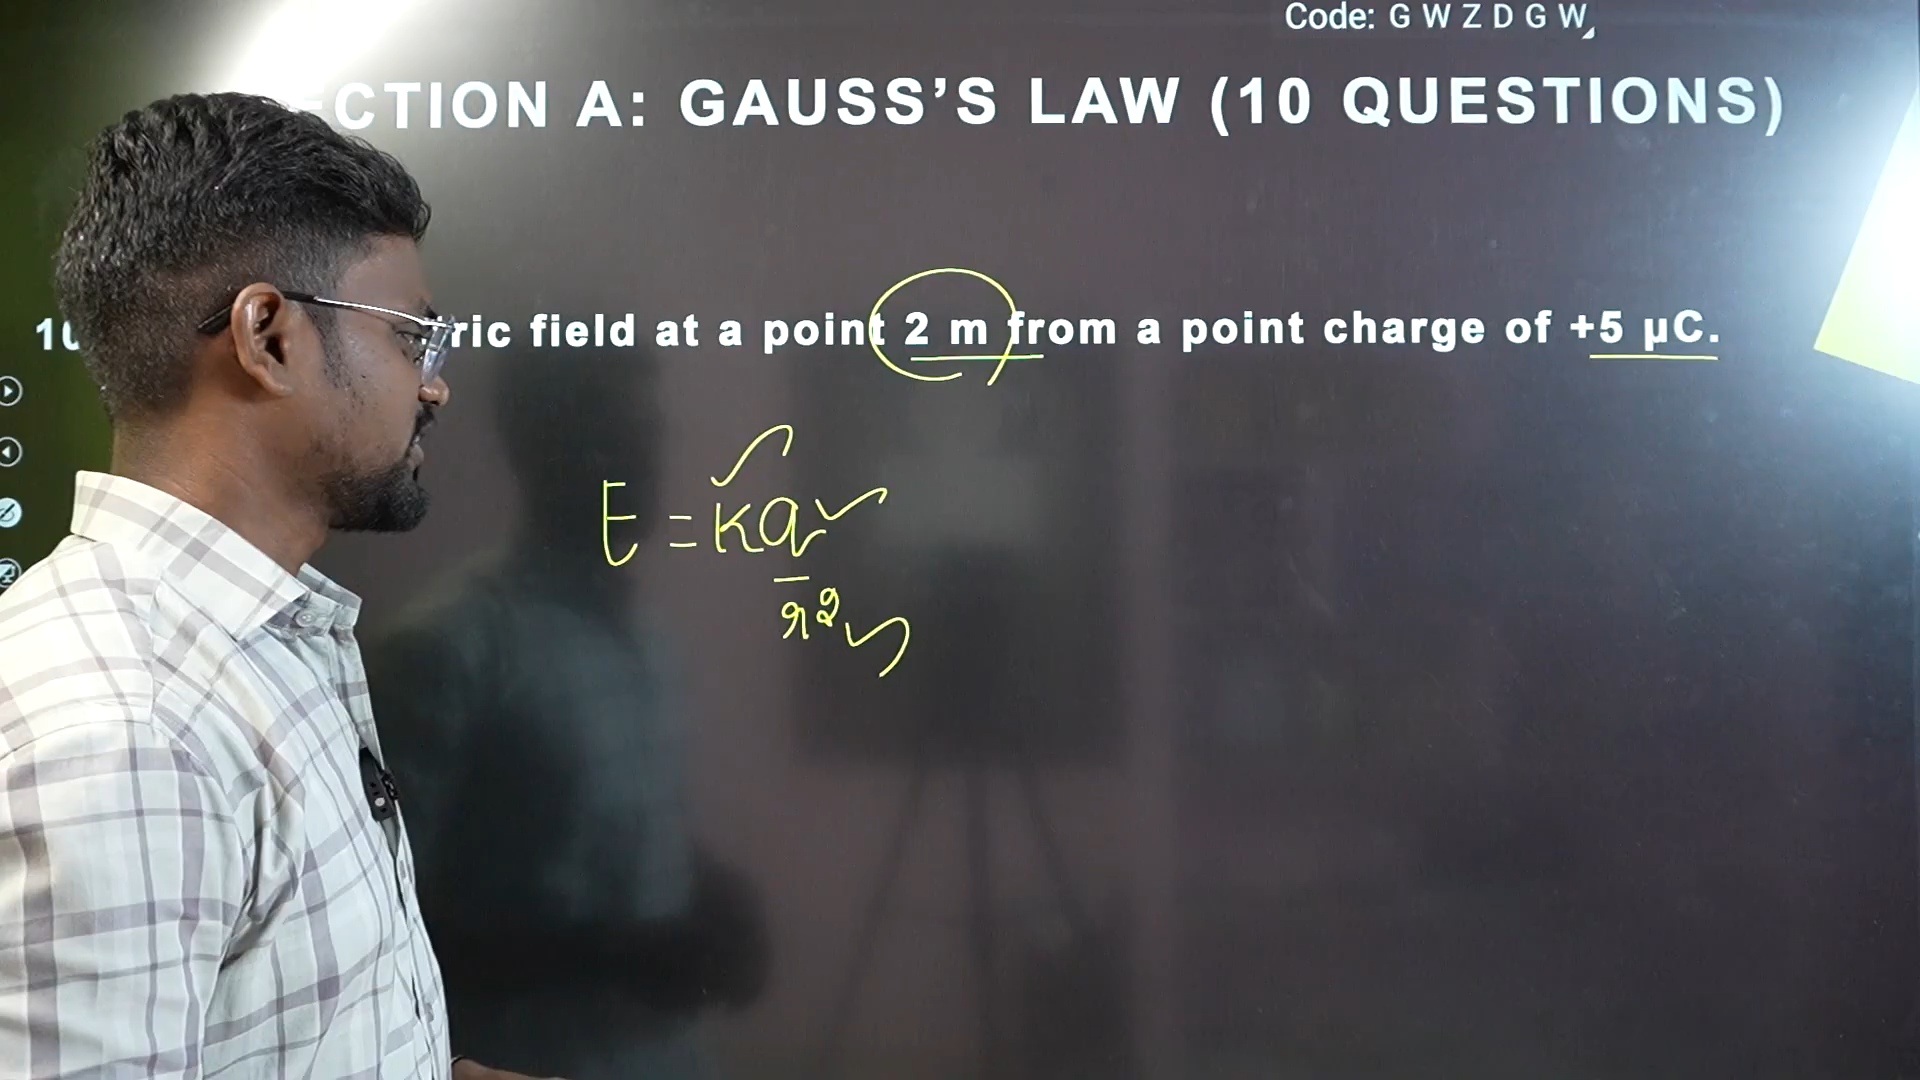 Code: G W Z D G W
CTION A: GAUSS’S LAW (10 QUESTIONS)
10 ric field at a point 2 m from a point charge of +5 µC.
E = Kq
r²